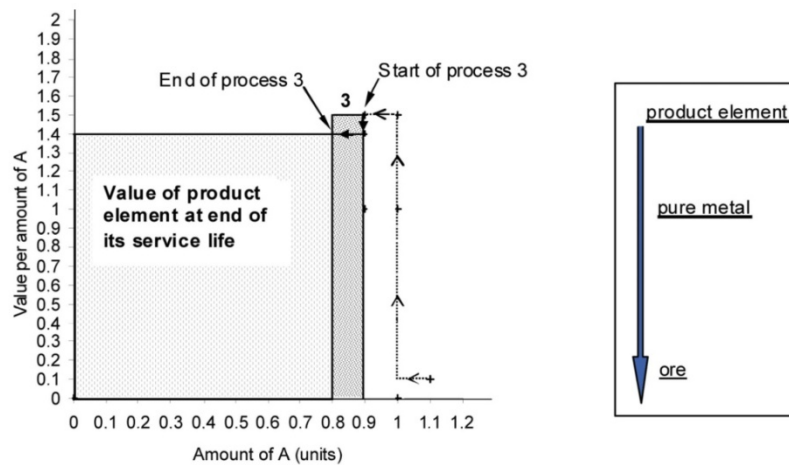 2
1.9
1.8
1.7
1.6
1.5
1.4
1.3
1.2
1.1
1
0.9
0.8
0.7
0.6
0.5
0.4
0.3
0.2
0.1
0
Value per amount of A
End of process 3
3
Start of process 3
Value of product
element at end of
its service life
0 0.1 0.2 0.3 0.4 0.5 0.6 0.7 0.8 0.9 1 1.1 1.2
Amount of A (units)
product element
pure metal
ore